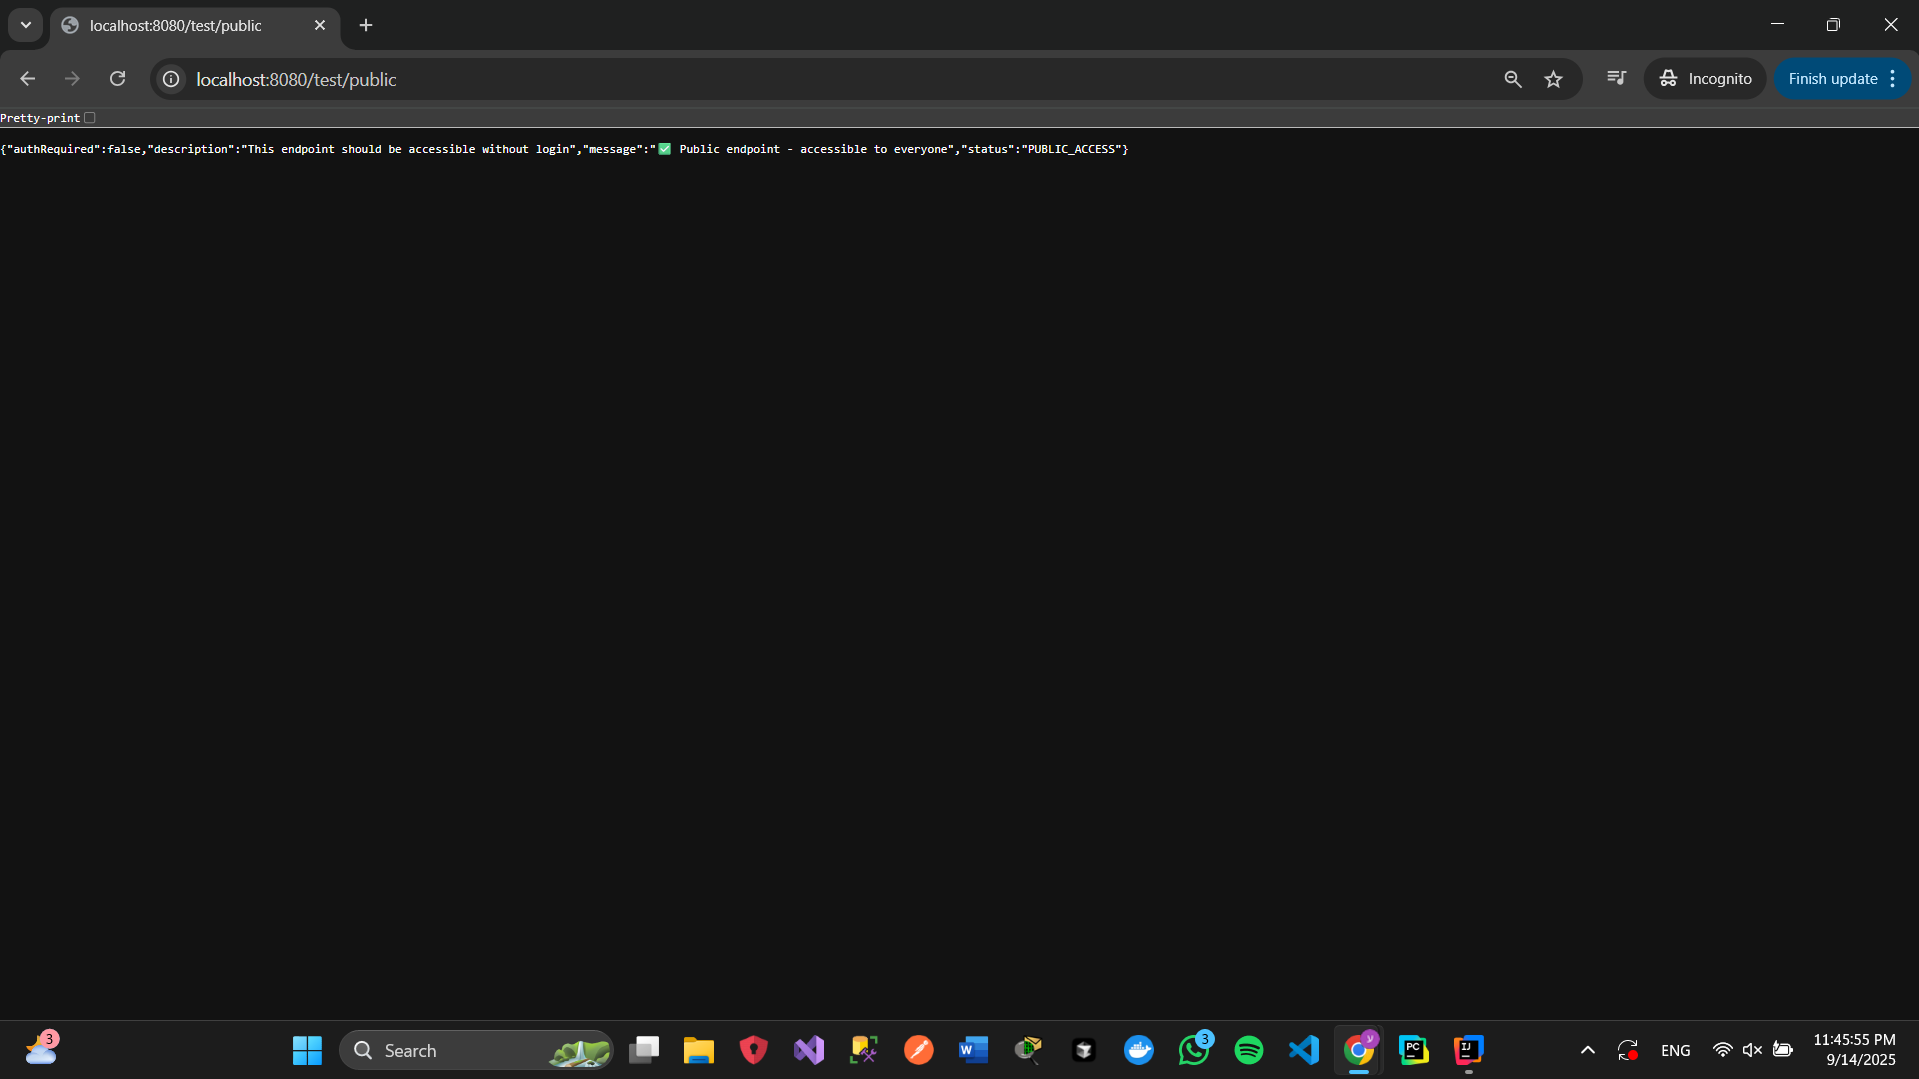 localhost:8080/test/public
localhost:8080/test/public
Incognito
Finish update
Pretty-print
{"authRequired":false,"description":"This endpoint should be accessible without login","message":"✅ Public endpoint - accessible to everyone","status":"PUBLIC_ACCESS"}
3
Search
W
3
ע
PC
IJ
ENG
11:45:55 PM
9/14/2025